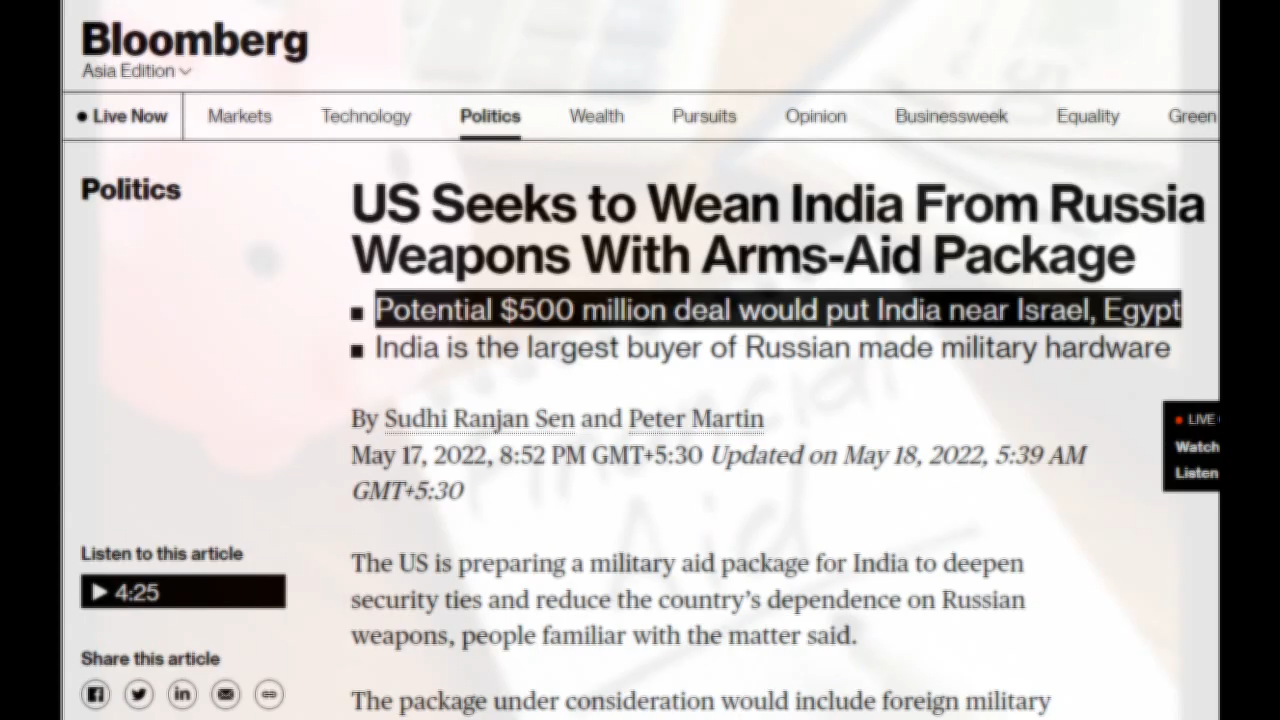 Bloomberg
Asia Edition
Live Now
Markets
Technology
Politics
Wealth
Pursuits
Opinion
Businessweek
Equality
Green
Politics
US Seeks to Wean India From Russia
Weapons With Arms-Aid Package
Potential $500 million deal would put India near Israel, Egypt
India is the largest buyer of Russian made military hardware
By Sudhi Ranjan Sen and Peter Martin
May 17, 2022, 8:52 PM GMT+5:30 Updated on May 18, 2022, 5:39 AM
GMT+5:30
LIVE
Watch
Listen
Listen to this article
4:25
The US is preparing a military aid package for India to deepen
security ties and reduce the country's dependence on Russian
weapons, people familiar with the matter said.
Share this article
The package under consideration would include foreign military
Financial
Aid